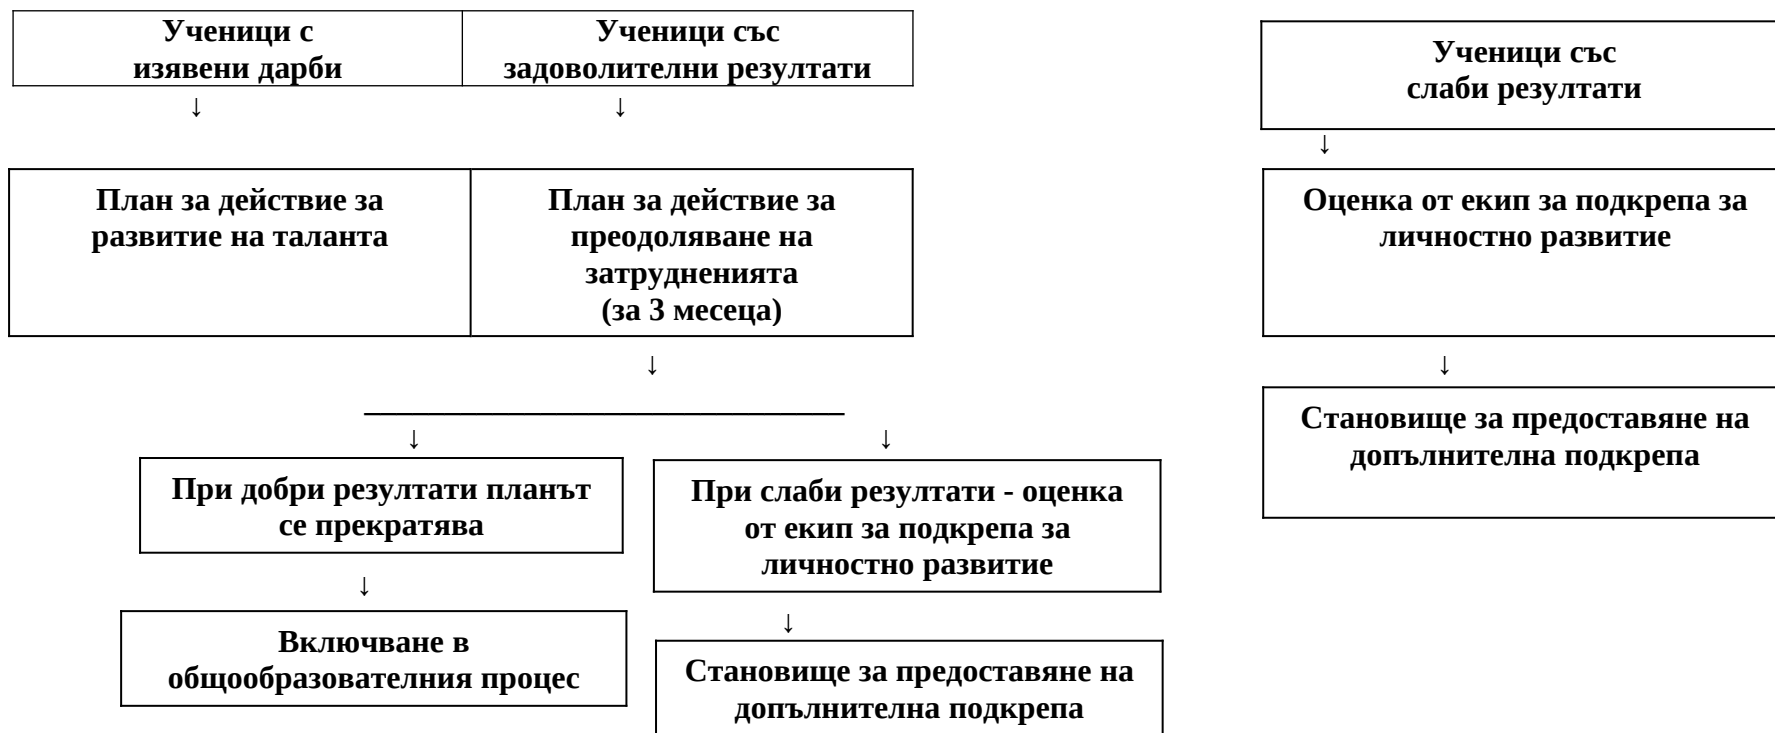 Ученици с
изявени дарби
Ученици със
задоволителни резултати
Ученици със
слаби резултати
↓
↓
↓
План за действие за
развитие на таланта
План за действие за
преодоляване на
затрудненията
(за 3 месеца)
Оценка от екип за подкрепа за
личностно развитие
↓
↓
Становище за предоставяне на
допълнителна подкрепа
↓
↓
При добри резултати планът
се прекратява
При слаби резултати - оценка
от екип за подкрепа за
личностно развитие
↓
↓
Включване в
общообразователния процес
Становище за предоставяне на
допълнителна подкрепа